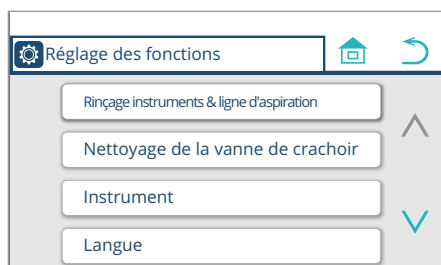 Réglage des fonctions
Rinçage instruments & ligne d'aspiration
Nettoyage de la vanne de crachoir
Instrument
Langue